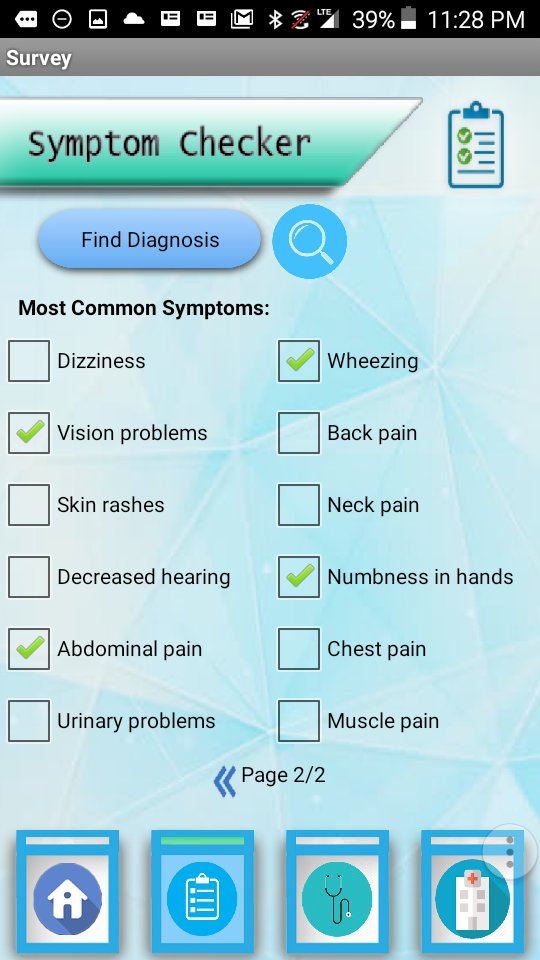 LTE 39% 11:28 PM
Survey
Symptom Checker
Find Diagnosis
Most Common Symptoms:
Dizziness Wheezing
Vision problems Back pain
Skin rashes Neck pain
Decreased hearing Numbness in hands
Abdominal pain Chest pain
Urinary problems Muscle pain
Page 2/2